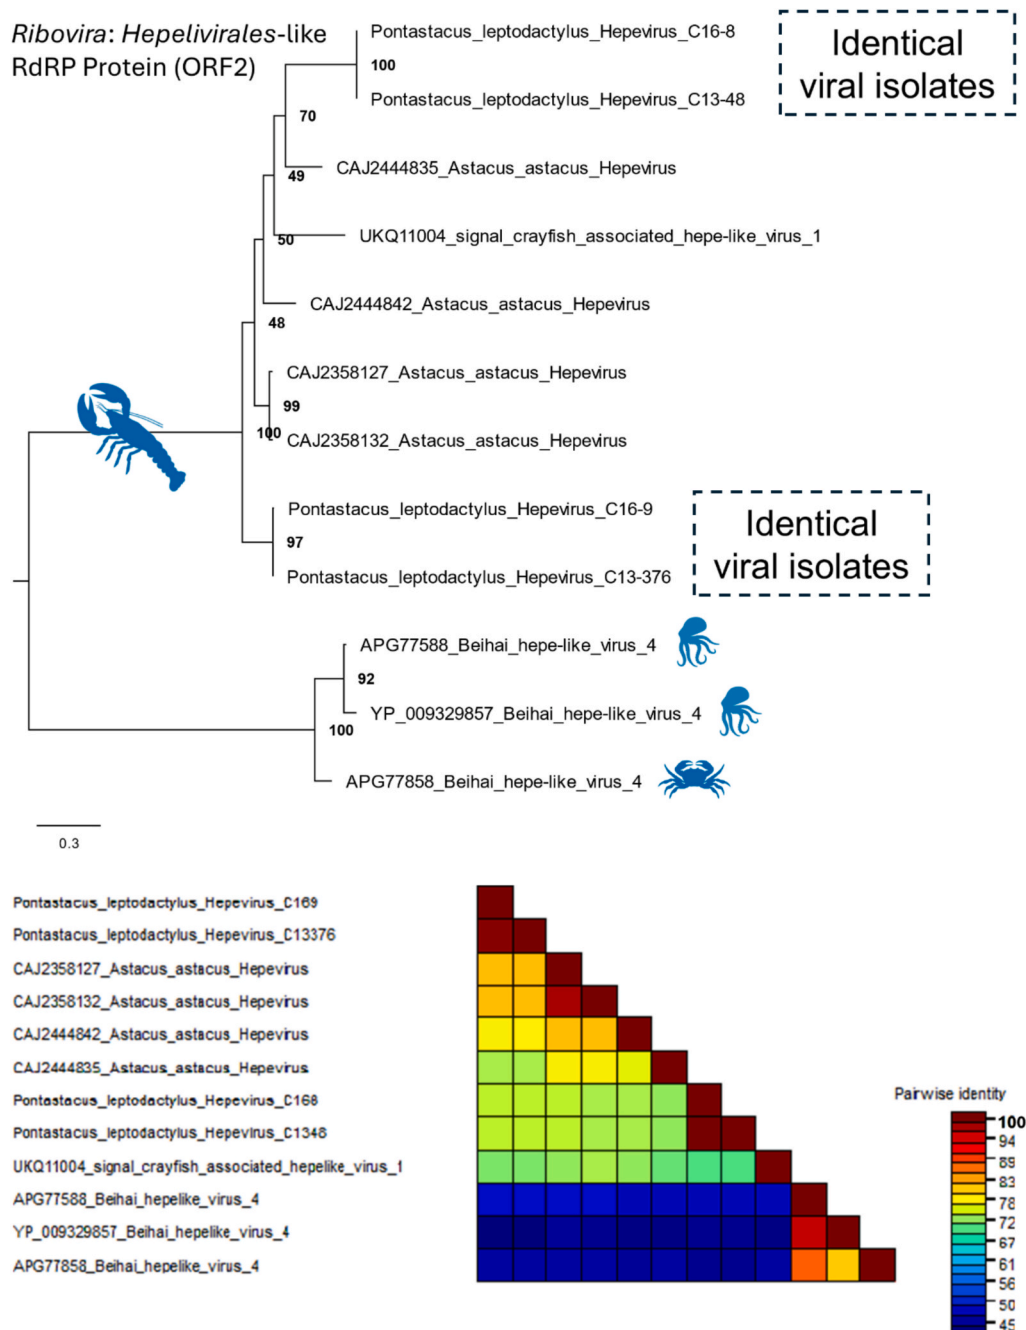 Ribovira: Hepelivirales-like
RdRP Protein (ORF2)
Pontastacus_leptodactylus_Hepevirus_C16-8
Identical
viral isolates
100
Pontastacus_leptodactylus_Hepevirus_C13-48
70
CAJ2444835_Astacus_astacus_Hepevirus
49
UKQ11004_signal_crayfish_associated_hepe-like_virus_1
50
CAJ2444842_Astacus_astacus_Hepevirus
48
CAJ2358127_Astacus_astacus_Hepevirus
99
100
CAJ2358132_Astacus_astacus_Hepevirus
Pontastacus_leptodactylus_Hepevirus_C16-9
Identical
viral isolates
97
Pontastacus_leptodactylus_Hepevirus_C13-376
APG77588_Beihai_hepe-like_virus_4
92
YP_009329857_Beihai_hepe-like_virus_4
100
APG77858_Beihai_hepe-like_virus_4
0.3
Pontastacus_leptodactylus_Hepevirus_C169
Pontastacus_leptodactylus_Hepevirus_C13376
CAJ2358127_Astacus_astacus_Hepevirus
CAJ2358132_Astacus_astacus_Hepevirus
CAJ2444842_Astacus_astacus_Hepevirus
CAJ2444835_Astacus_astacus_Hepevirus
Pontastacus_leptodactylus_Hepevirus_C168
Pontastacus_leptodactylus_Hepevirus_C1348
UKQ11004_signal_crayfish_associated_hepelike_virus_1
APG77588_Beihai_hepelike_virus_4
YP_009329857_Beihai_hepelike_virus_4
APG77858_Beihai_hepelike_virus_4
Pairwise identity
100
94
89
83
78
72
67
61
56
50
45